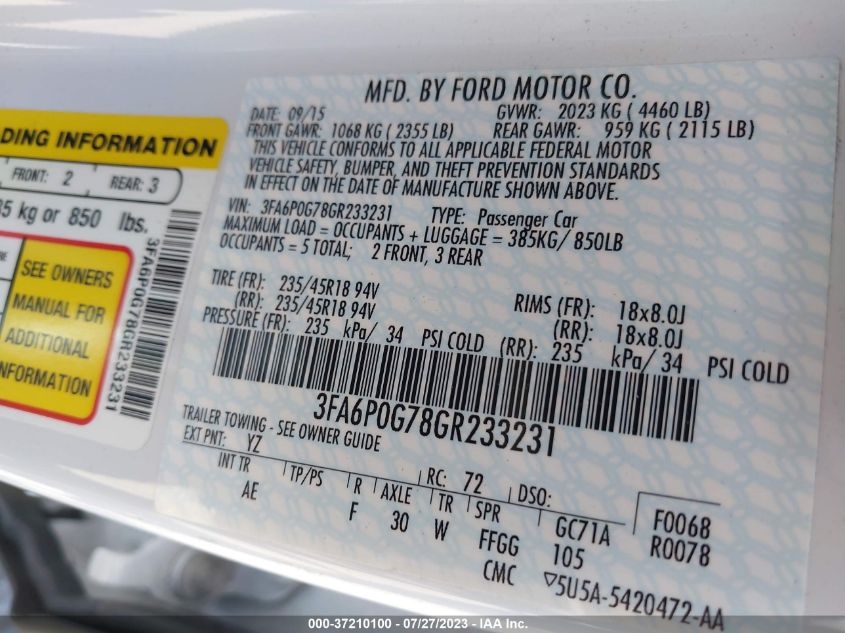 MFD. BY FORD MOTOR CO.
DATE: 09/15 GVWR: 2023 KG ( 4460 LB)
FRONT GAWR: 1068 KG ( 2355 LB) REAR GAWR: 959 KG ( 2115 LB)
THIS VEHICLE CONFORMS TO ALL APPLICABLE FEDERAL MOTOR
VEHICLE SAFETY, BUMPER, AND THEFT PREVENTION STANDARDS
IN EFFECT ON THE DATE OF MANUFACTURE SHOWN ABOVE.
VIN: 3FA6P0G78GR233231 TYPE: Passenger Car
MAXIMUM LOAD = OCCUPANTS + LUGGAGE = 385KG/ 850LB
OCCUPANTS = 5 TOTAL; 2 FRONT, 3 REAR
TIRE (FR): 235/45R18 94V RIMS (FR): 18x8.0J
(RR): 235/45R18 94V (RR): 18x8.0J
PRESSURE (FR): 235 kPa/ 34 PSI COLD (RR): 235 kPa/ 34 PSI COLD
3FA6P0G78GR233231
TRAILER TOWING - SEE OWNER GUIDE
EXT PNT: YZ RC: 72 DSO:
INT TR TP/PS R AXLE TR SPR GC71A F0068
AE F 30 W FFGG 105 R0078
CMC 5U5A-5420472-AA
DING INFORMATION
FRONT: 2 REAR: 3
85 kg or 850 lbs.
SEE OWNERS
MANUAL FOR
ADDITIONAL
INFORMATION
3FA6P0G78GR233231
000-37210100 - 07/27/2023 - IAA Inc.